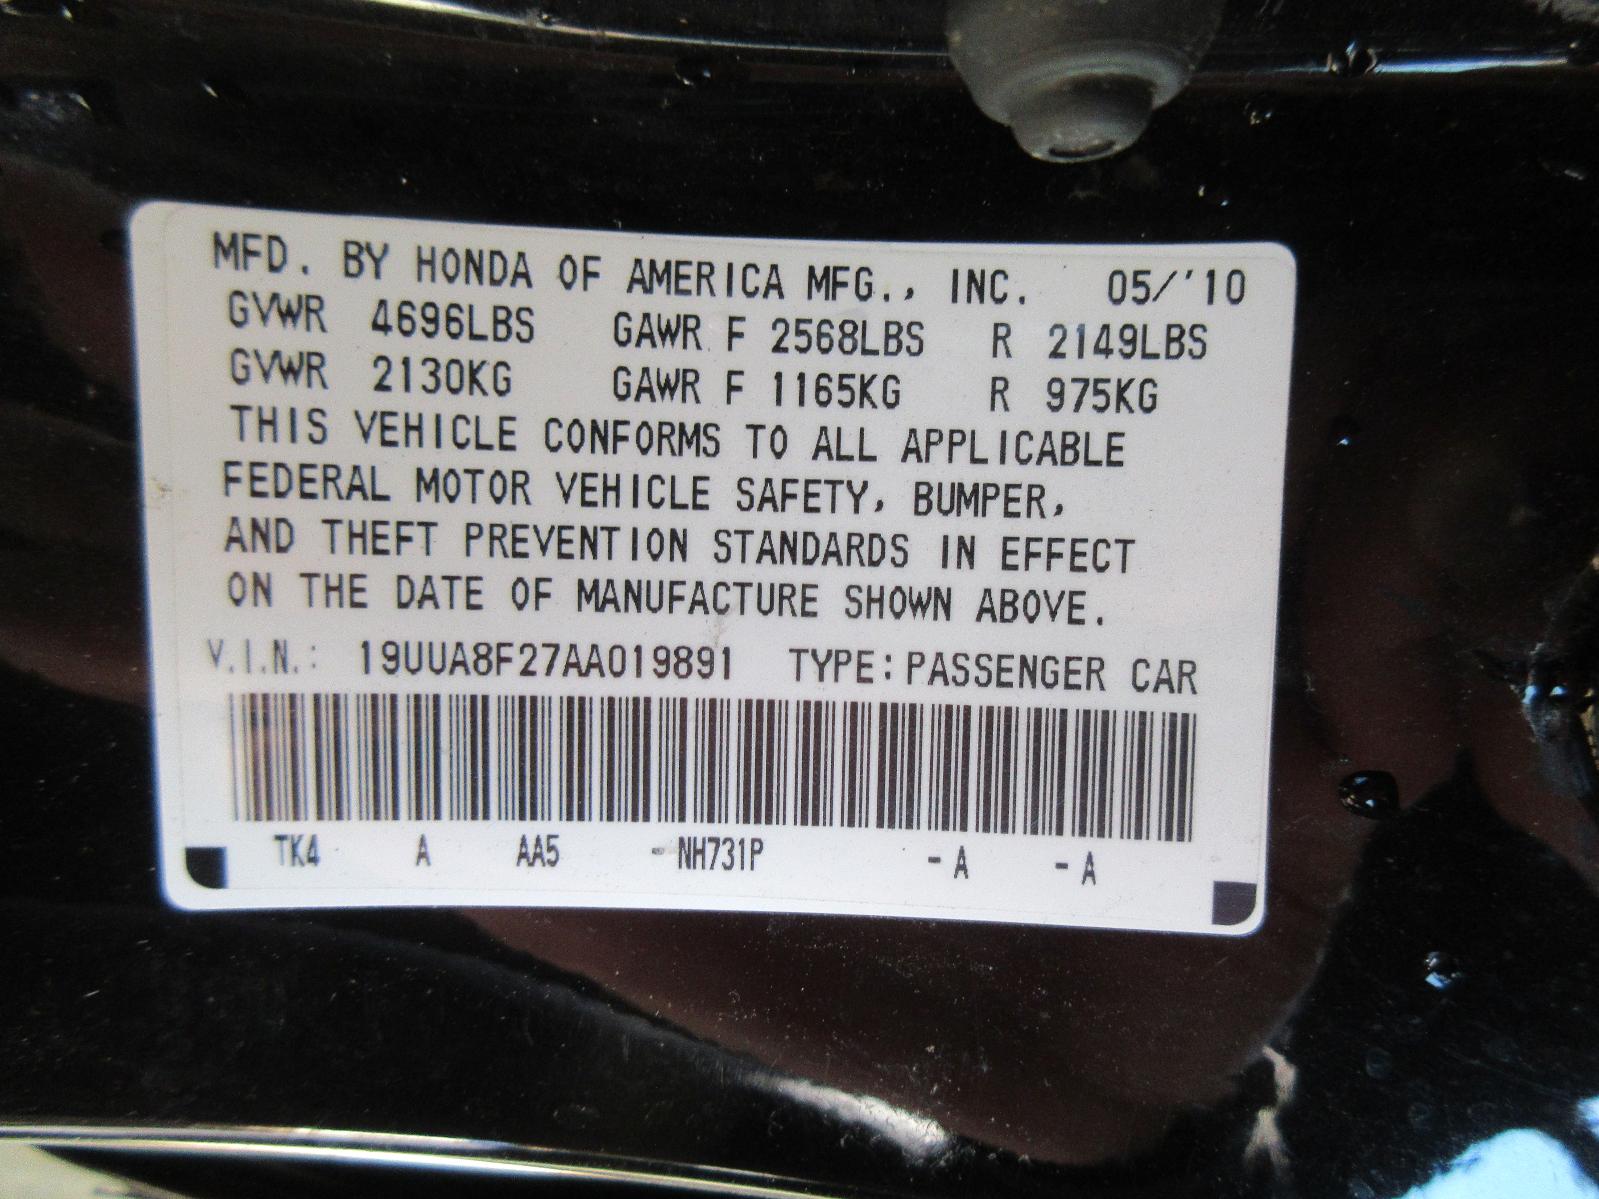 MFD. BY HONDA OF AMERICA MFG., INC. 05/'10
GVWR 4696LBS GAWR F 2568LBS R 2149LBS
GVWR 2130KG GAWR F 1165KG R 975KG
THIS VEHICLE CONFORMS TO ALL APPLICABLE
FEDERAL MOTOR VEHICLE SAFETY, BUMPER,
AND THEFT PREVENTION STANDARDS IN EFFECT
ON THE DATE OF MANUFACTURE SHOWN ABOVE.
V.I.N.: 19UUA8F27AA019891 TYPE:PASSENGER CAR
TK4 A AA5 -NH731P -A -A